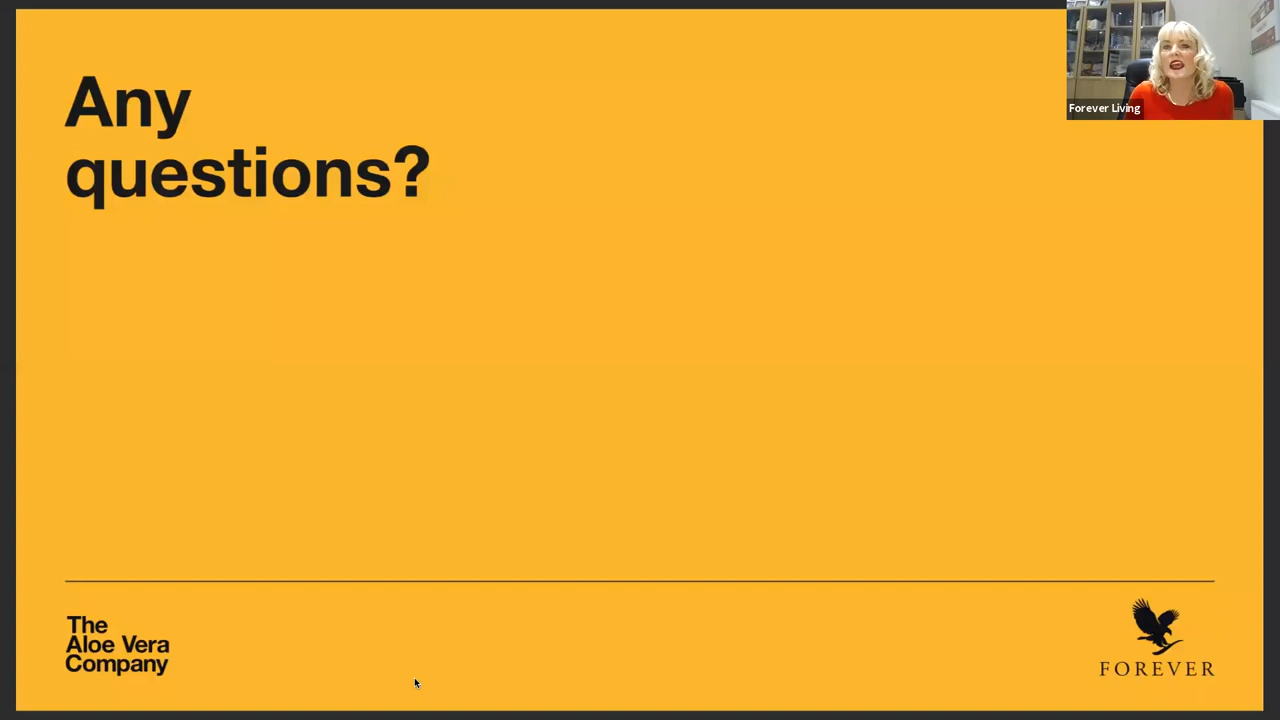 Any
questions?
Forever Living
The
Aloe Vera
Company
FOREVER